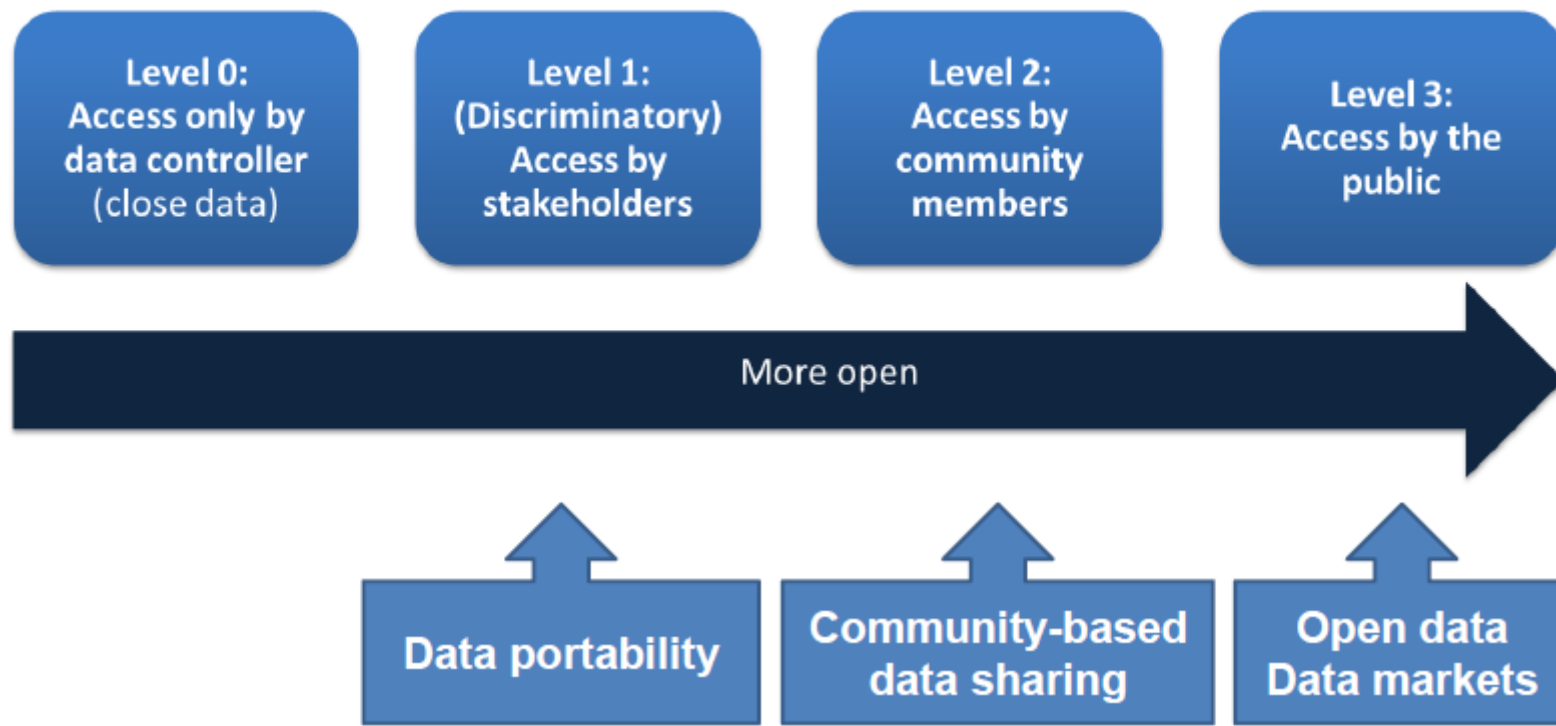 Level 0:
Access only by
data controller
(close data)
Level 1:
(Discriminatory)
Access by
stakeholders
Level 2:
Access by
community
members
Level 3:
Access by the
public
More open
Data portability
Community-based
data sharing
Open data
Data markets